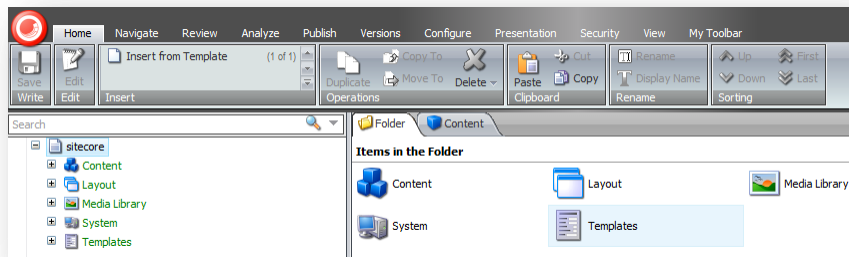 Home Navigate Review Analyze Publish Versions Configure Presentation Security View My Toolbar
Insert from Template (1 of 1) Copy To Cut Rename Up First
Save Edit Duplicate Move To Delete Paste Copy Display Name Down Last
Write Edit Insert Operations Clipboard Rename Sorting
Search Folder Content
sitecore Items in the Folder
Content Content Layout Media Library
Layout
Media Library
System System Templates
Templates